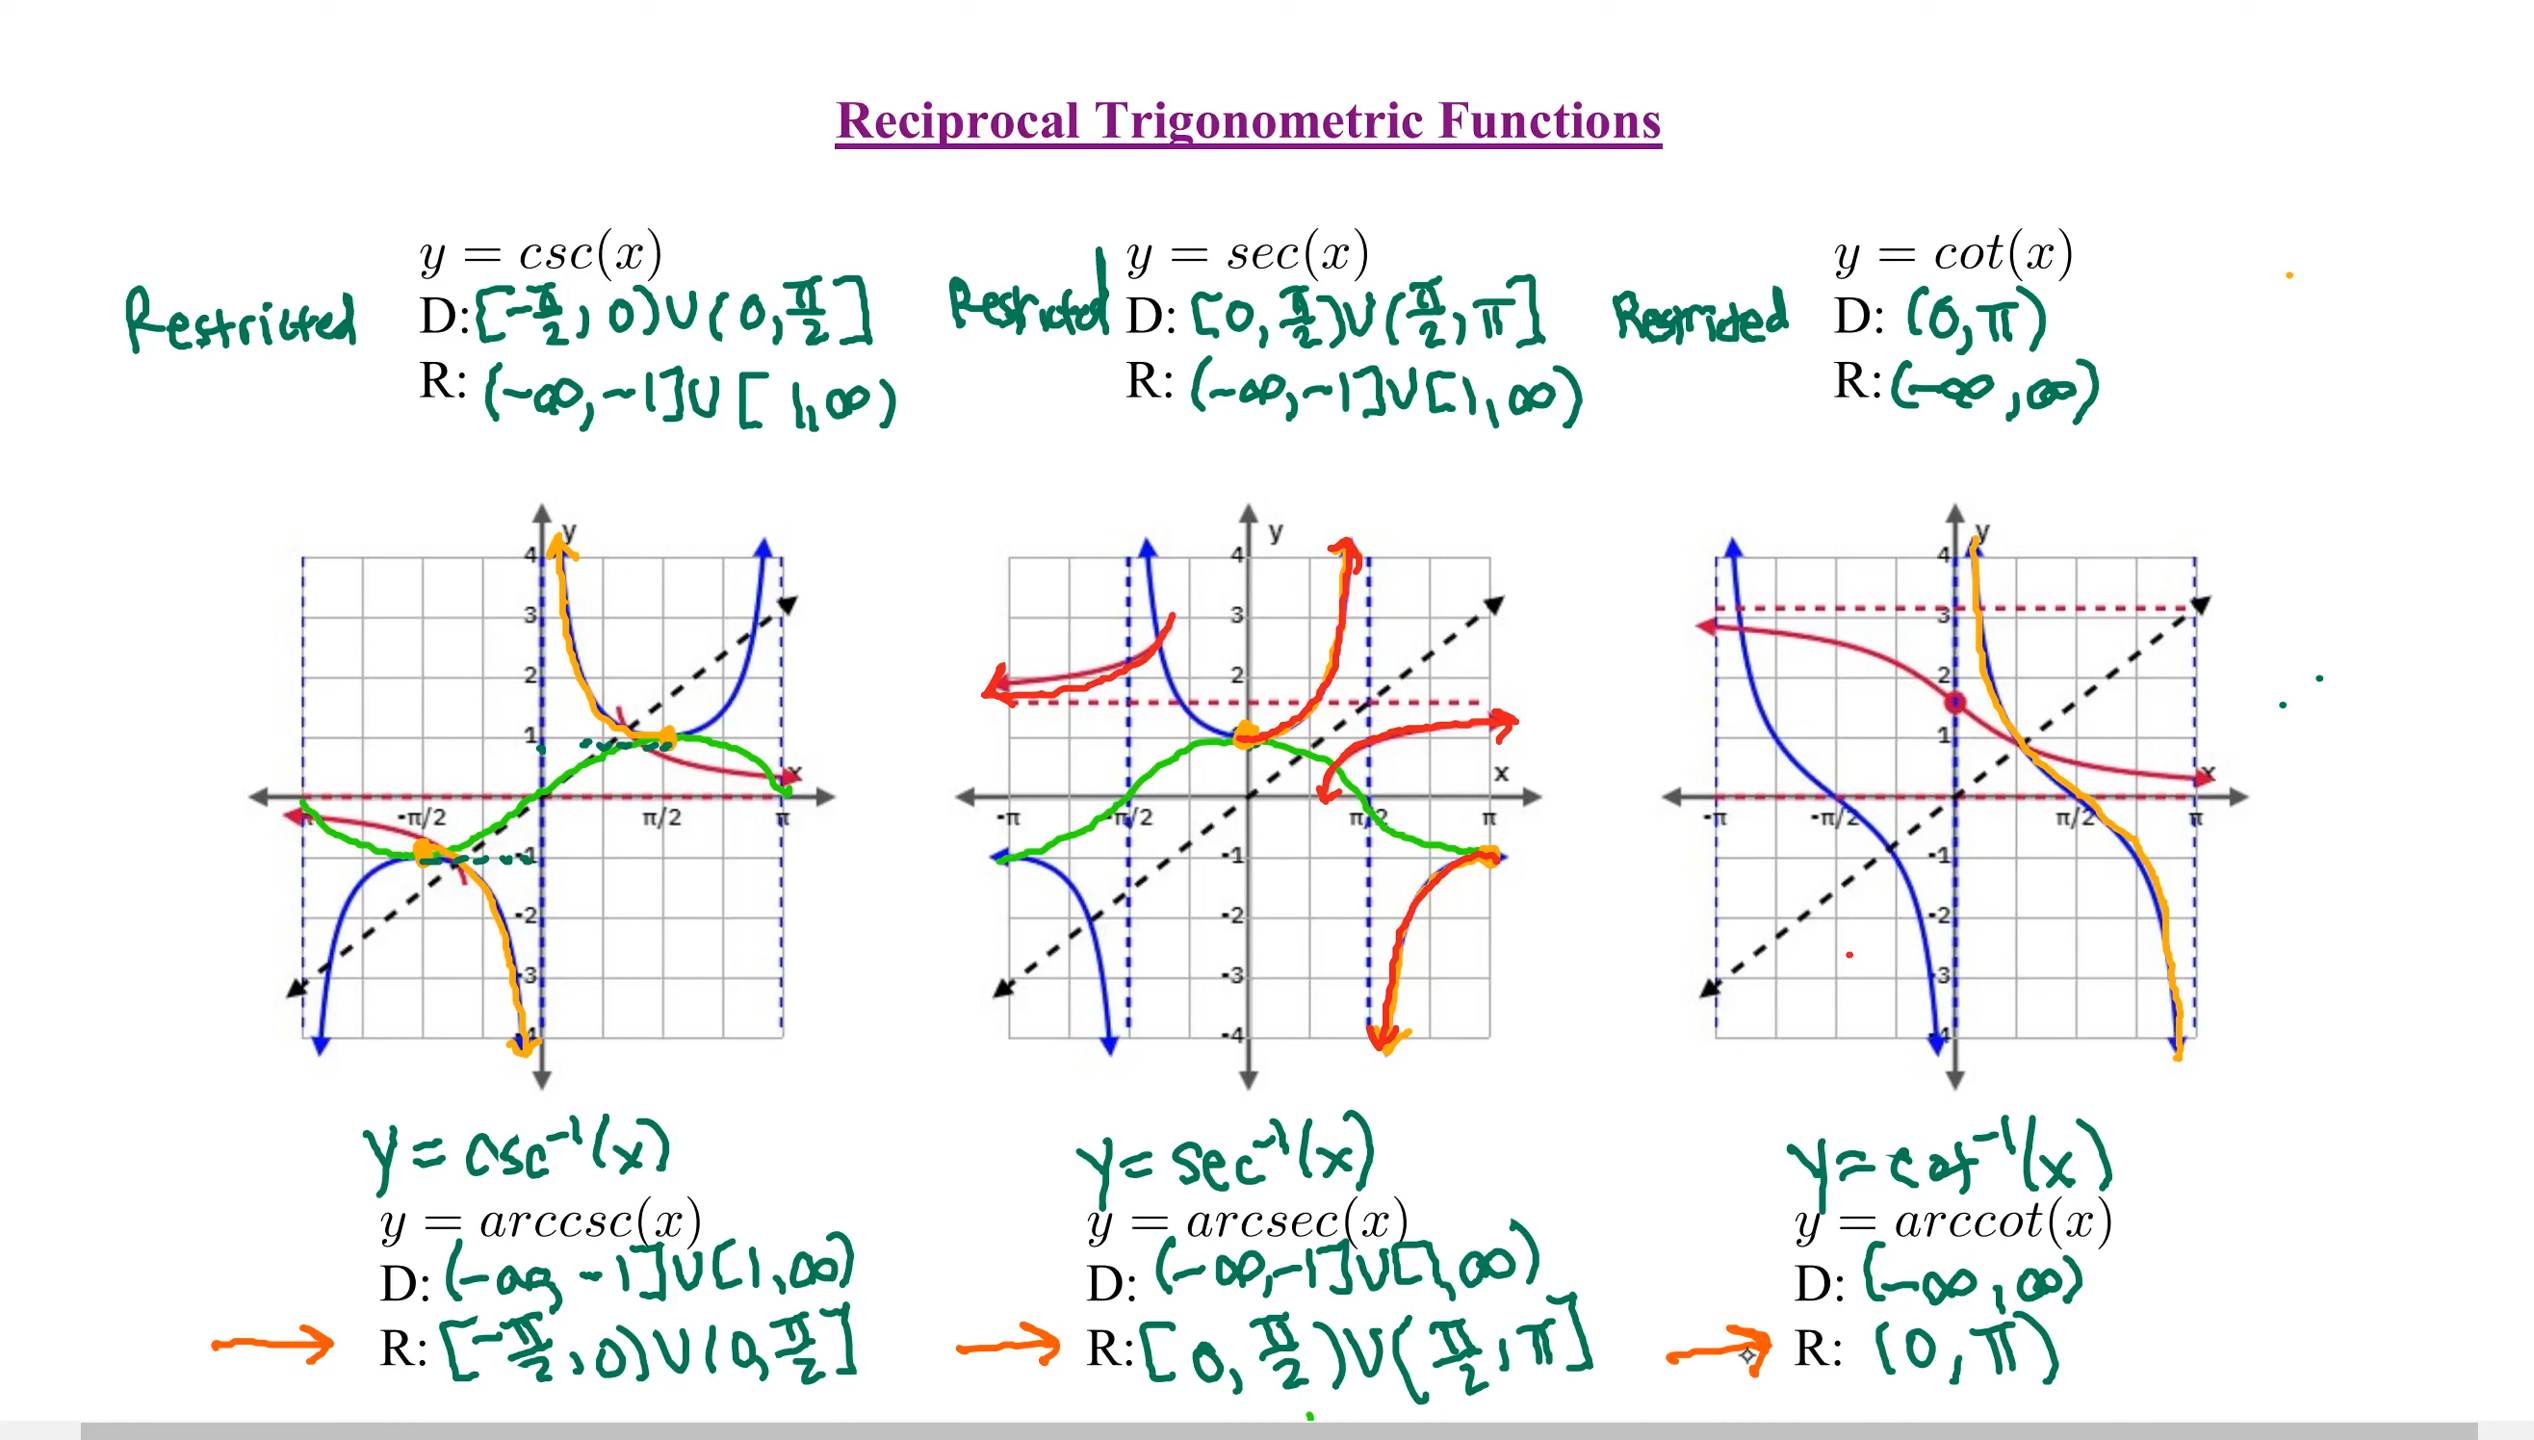 Reciprocal Trigonometric Functions
y = csc(x)
Restricted D: [-π/2, 0) ∪ (0, π/2]
R: (-∞, -1] ∪ [1, ∞)
y = sec(x)
Restrictd D: [0, π/2) ∪ (π/2, π]
R: (-∞, -1] ∪ [1, ∞)
y = cot(x)
Restricted D: (0, π)
R: (-∞, ∞)
y
4
3
2
1
x
-π/2
π/2
π
-1
-2
-3
y
4
3
2
1
x
-π
-π/2
π/2
π
-1
-2
-3
-4
y
4
3
2
1
x
-π
-π/2
π/2
π
-1
-2
-3
-4
y = csc⁻¹(x)
y = arccsc(x)
D: (-∞, -1] ∪ [1, ∞)
R: [-π/2, 0) ∪ (0, π/2]
y = sec⁻¹(x)
y = arcsec(x)
D: (-∞, -1] ∪ [1, ∞)
R: [0, π/2) ∪ (π/2, π]
y = cot⁻¹(x)
y = arccot(x)
D: (-∞, ∞)
R: (0, π)